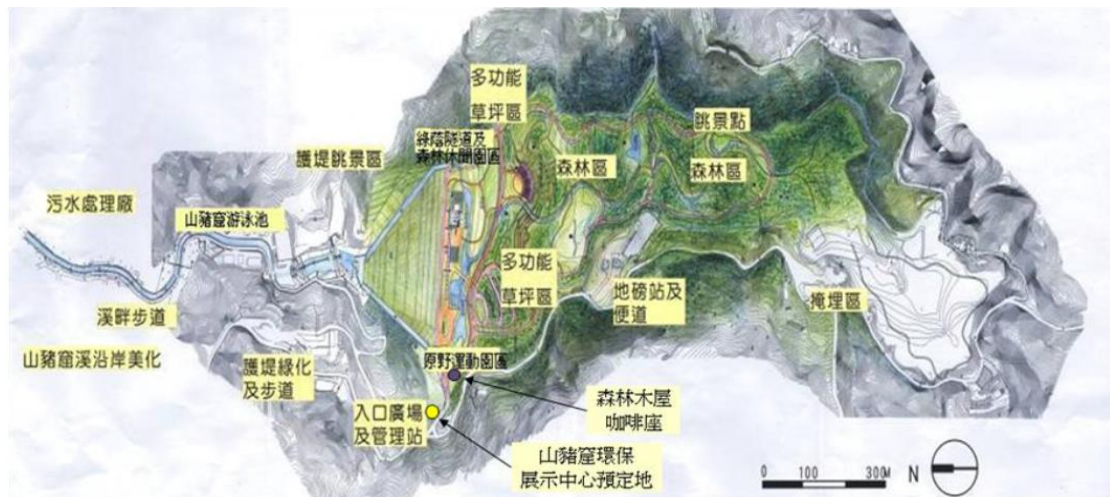 多功能
草坪區
綠蔭隧道及
森林休閒園區
眺景點
護堤眺景區
森林區
森林區
污水處理廠
山豬窟游泳池
多功能
草坪區
地磅站及
便道
掩埋區
溪畔步道
山豬窟溪沿岸美化
護堤綠化
及步道
原野運動園區
入口廣場
及管理站
森林木屋
咖啡座
山豬窟環保
展示中心預定地
0 100 300M N